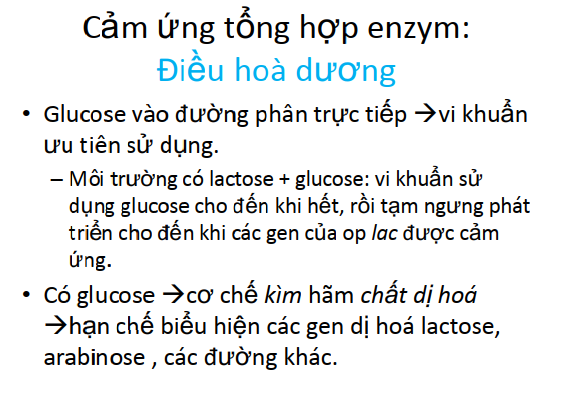 Cảm ứng tổng hợp enzym:
Điều hoà dương
• Glucose vào đường phân trực tiếp →vi khuẩn
ưu tiên sử dụng.
– Môi trường có lactose + glucose: vi khuẩn sử
dụng glucose cho đến khi hết, rồi tạm ngưng phát
triển cho đến khi các gen của op lac được cảm
ứng.
• Có glucose →cơ chế kìm hãm chất dị hoá
→hạn chế biểu hiện các gen dị hoá lactose,
arabinose , các đường khác.